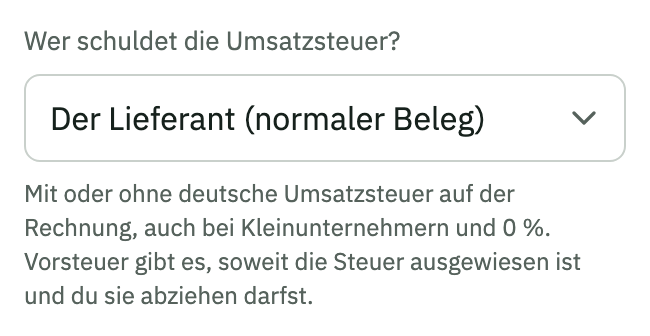 Wer schuldet die Umsatzsteuer?
Der Lieferant (normaler Beleg)
Mit oder ohne deutsche Umsatzsteuer auf der
Rechnung, auch bei Kleinunternehmern und 0 %.
Vorsteuer gibt es, soweit die Steuer ausgewiesen ist
und du sie abziehen darfst.